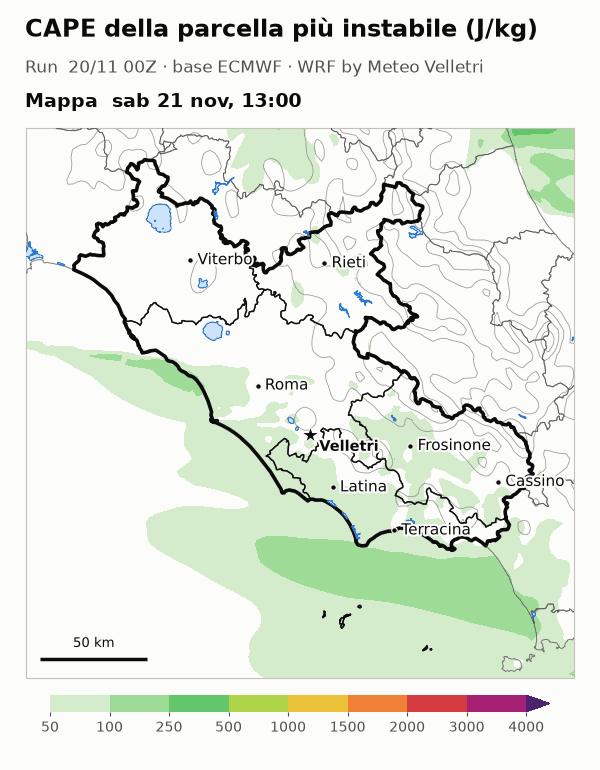 CAPE della parcella più instabile (J/kg)
Run 20/11 00Z · base ECMWF · WRF by Meteo Velletri
Mappa sab 21 nov, 13:00
Viterbo
Rieti
Roma
Velletri
Frosinone
Latina
Cassino
Terracina
50 km
50 100 250 500 1000 1500 2000 3000 4000